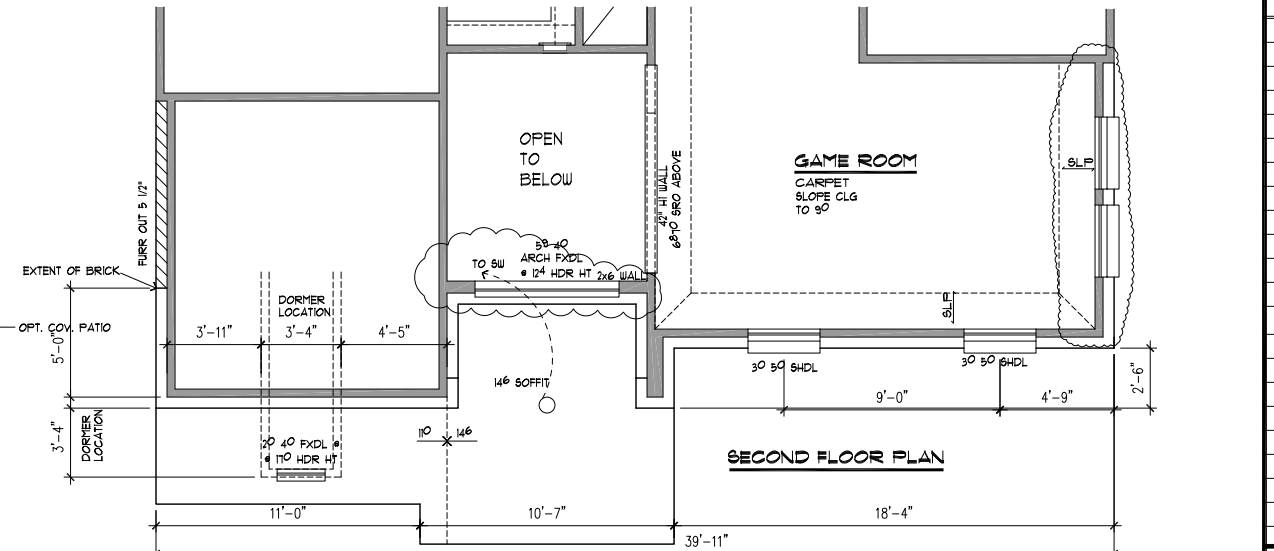 OPEN
TO
BELOW
GAME ROOM
CARPET
SLOPE CLG
TO 9⁰
SLP
42" HI WALL
6⁸7⁰ SRO ABOVE
FURR OUT 5 1/2"
EXTENT OF BRICK
OPT. COV. PATIO
5'-0"
5⁸ 4⁰
ARCH FXDL
@ 12⁴ HDR HT
2x6 WALL
TO SW
DORMER
LOCATION
3'-11"
3'-4"
4'-5"
SLP
3⁰ 5⁰ SHDL
3⁰ 5⁰ SHDL
2'-6"
14⁶ SOFFIT
9'-0"
4'-9"
3'-4"
DORMER
LOCATION
2⁰ 4⁰ FXDL @
@ 17⁰ HDR HT
11⁰
14⁶
SECOND FLOOR PLAN
11'-0"
10'-7"
18'-4"
39'-11"